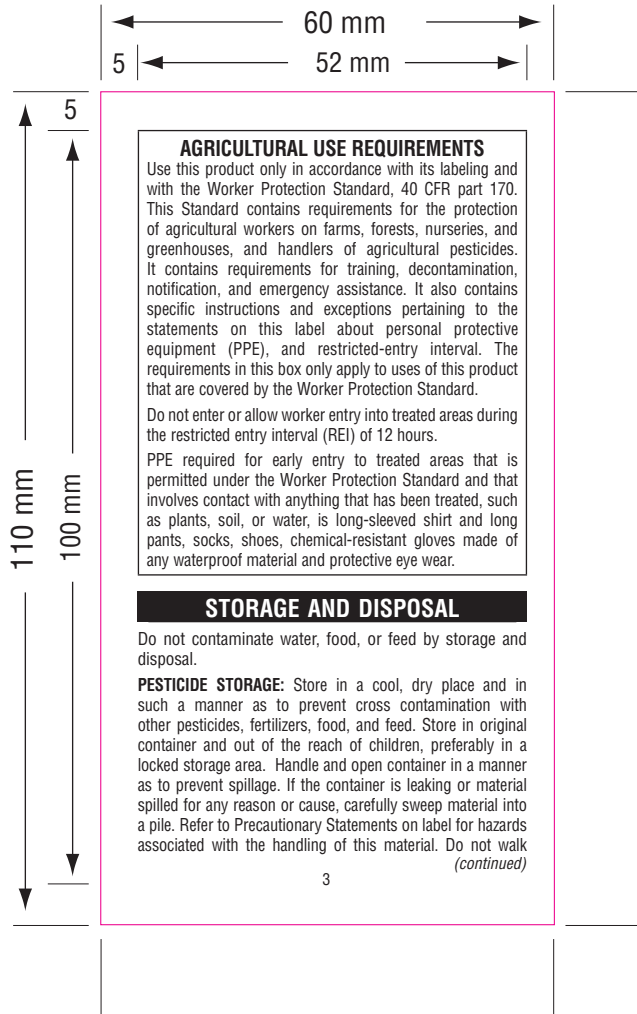 60 mm
5
52 mm
5
110 mm
100 mm
AGRICULTURAL USE REQUIREMENTS
Use this product only in accordance with its labeling and
with the Worker Protection Standard, 40 CFR part 170.
This Standard contains requirements for the protection
of agricultural workers on farms, forests, nurseries, and
greenhouses, and handlers of agricultural pesticides.
It contains requirements for training, decontamination,
notification, and emergency assistance. It also contains
specific instructions and exceptions pertaining to the
statements on this label about personal protective
equipment (PPE), and restricted-entry interval. The
requirements in this box only apply to uses of this product
that are covered by the Worker Protection Standard.
Do not enter or allow worker entry into treated areas during
the restricted entry interval (REI) of 12 hours.
PPE required for early entry to treated areas that is
permitted under the Worker Protection Standard and that
involves contact with anything that has been treated, such
as plants, soil, or water, is long-sleeved shirt and long
pants, socks, shoes, chemical-resistant gloves made of
any waterproof material and protective eye wear.
STORAGE AND DISPOSAL
Do not contaminate water, food, or feed by storage and
disposal.
PESTICIDE STORAGE: Store in a cool, dry place and in
such a manner as to prevent cross contamination with
other pesticides, fertilizers, food, and feed. Store in original
container and out of the reach of children, preferably in a
locked storage area. Handle and open container in a manner
as to prevent spillage. If the container is leaking or material
spilled for any reason or cause, carefully sweep material into
a pile. Refer to Precautionary Statements on label for hazards
associated with the handling of this material. Do not walk
(continued)
3